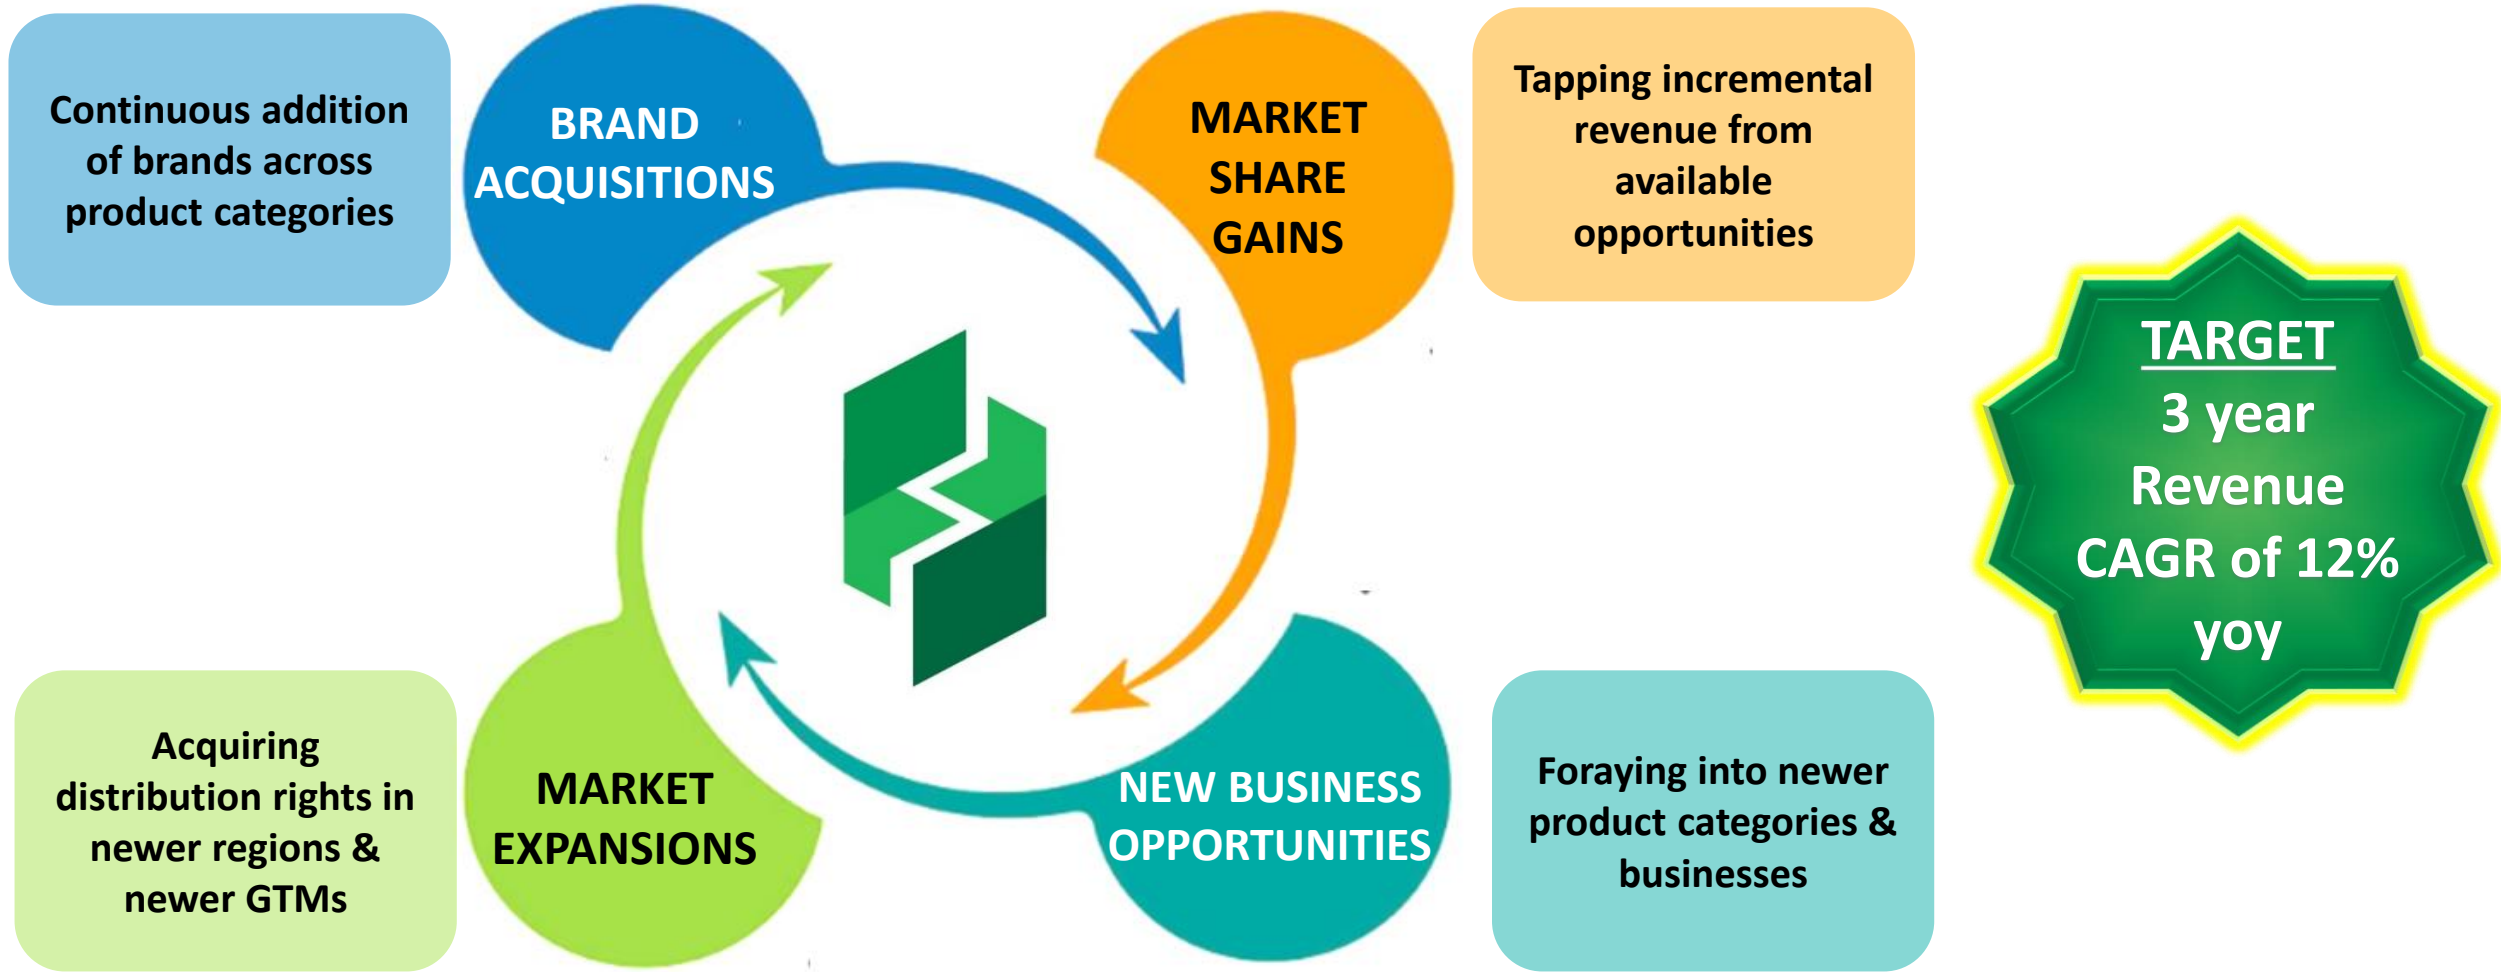 Continuous addition
of brands across
product categories
BRAND
ACQUISITIONS
MARKET
SHARE
GAINS
Tapping incremental
revenue from
available
opportunities
TARGET
3 year
Revenue
CAGR of 12%
yoy
Acquiring
distribution rights in
newer regions &
newer GTMs
MARKET
EXPANSIONS
NEW BUSINESS
OPPORTUNITIES
Foraying into newer
product categories &
businesses